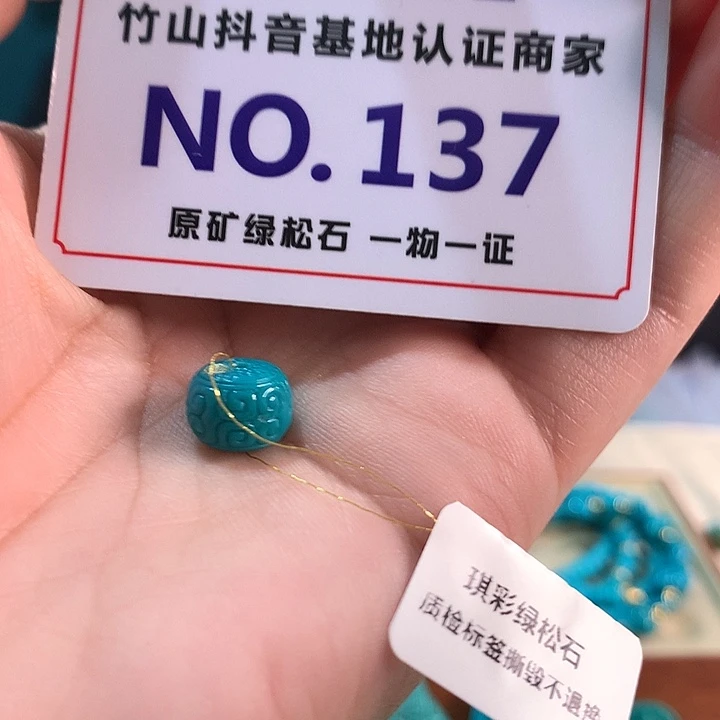 竹山抖音基地认证商家
NO.137
原矿绿松石 一物一证
琪彩绿松石
质检标签撕毁不退换